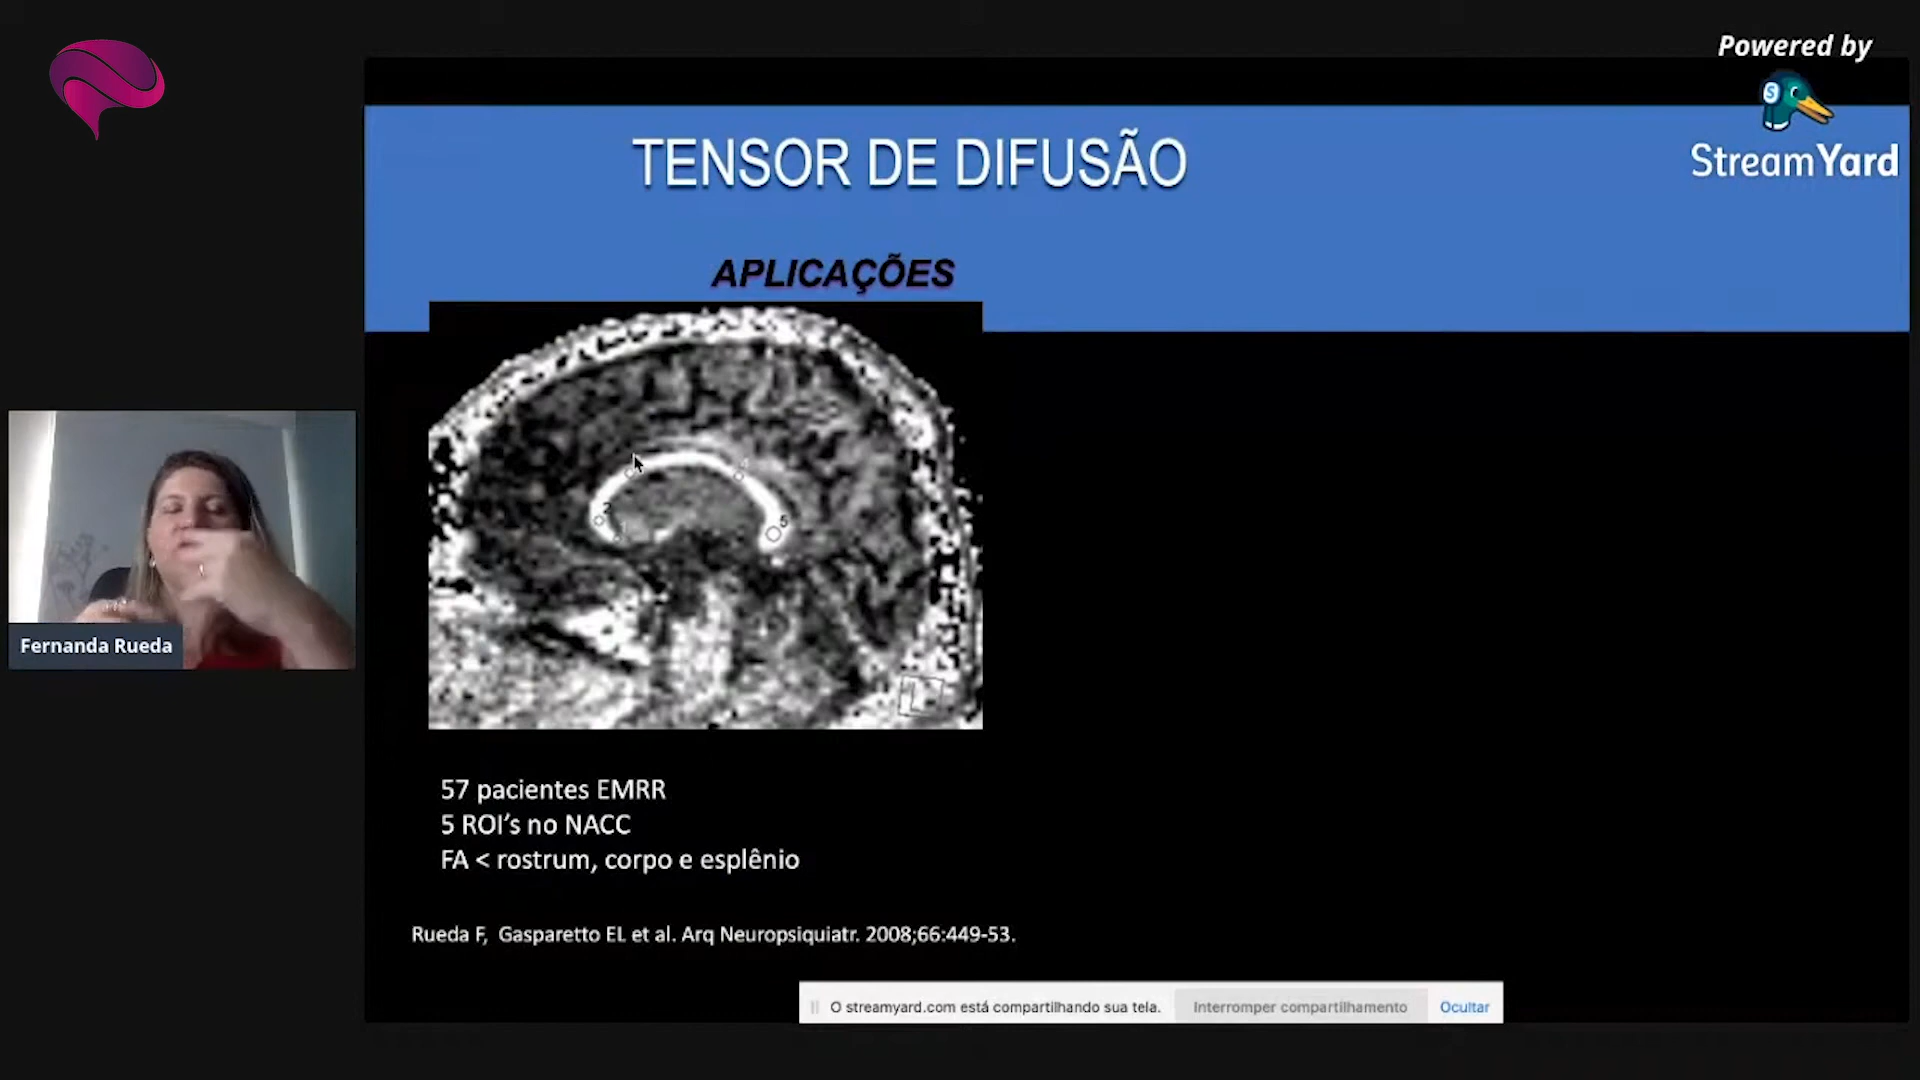 Powered by
StreamYard
TENSOR DE DIFUSÃO
APLICAÇÕES
2
5
L
Fernanda Rueda
57 pacientes EMRR
5 ROI's no NACC
FA < rostrum, corpo e esplênio
Rueda F, Gasparetto EL et al. Arq Neuropsiquiatr. 2008;66:449-53.
O streamyard.com está compartilhando sua tela. Interromper compartilhamento Ocultar